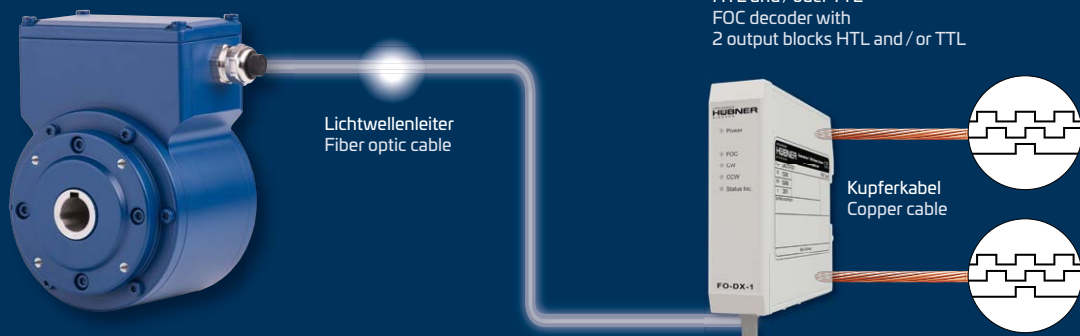 FOC decoder with
2 output blocks HTL and / or TTL
Lichtwellenleiter
Fiber optic cable
HÜBNER
Power
FOC
CW
CCW
Status Inc.
HÜBNER
FO-DX-1
Kupferkabel
Copper cable